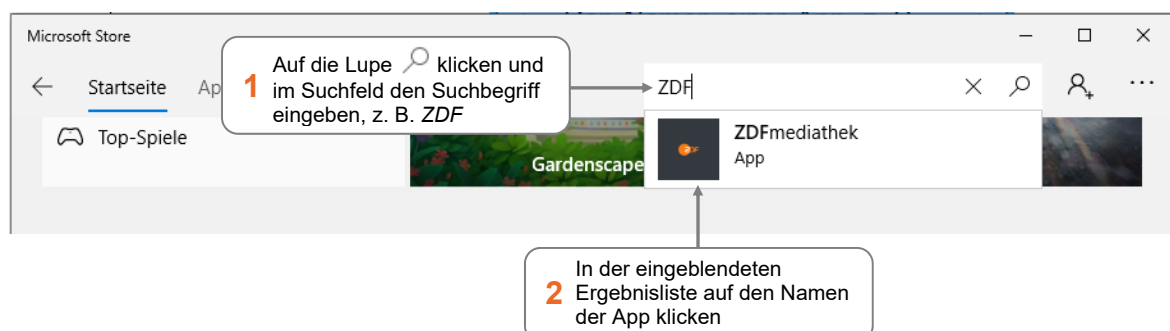 Microsoft Store
Startseite Ap
1 Auf die Lupe klicken und
im Suchfeld den Suchbegriff
eingeben, z. B. ZDF
ZDF
Top-Spiele
Gardenscape
ZDFmediathek
App
2 In der eingeblendeten
Ergebnisliste auf den Namen
der App klicken